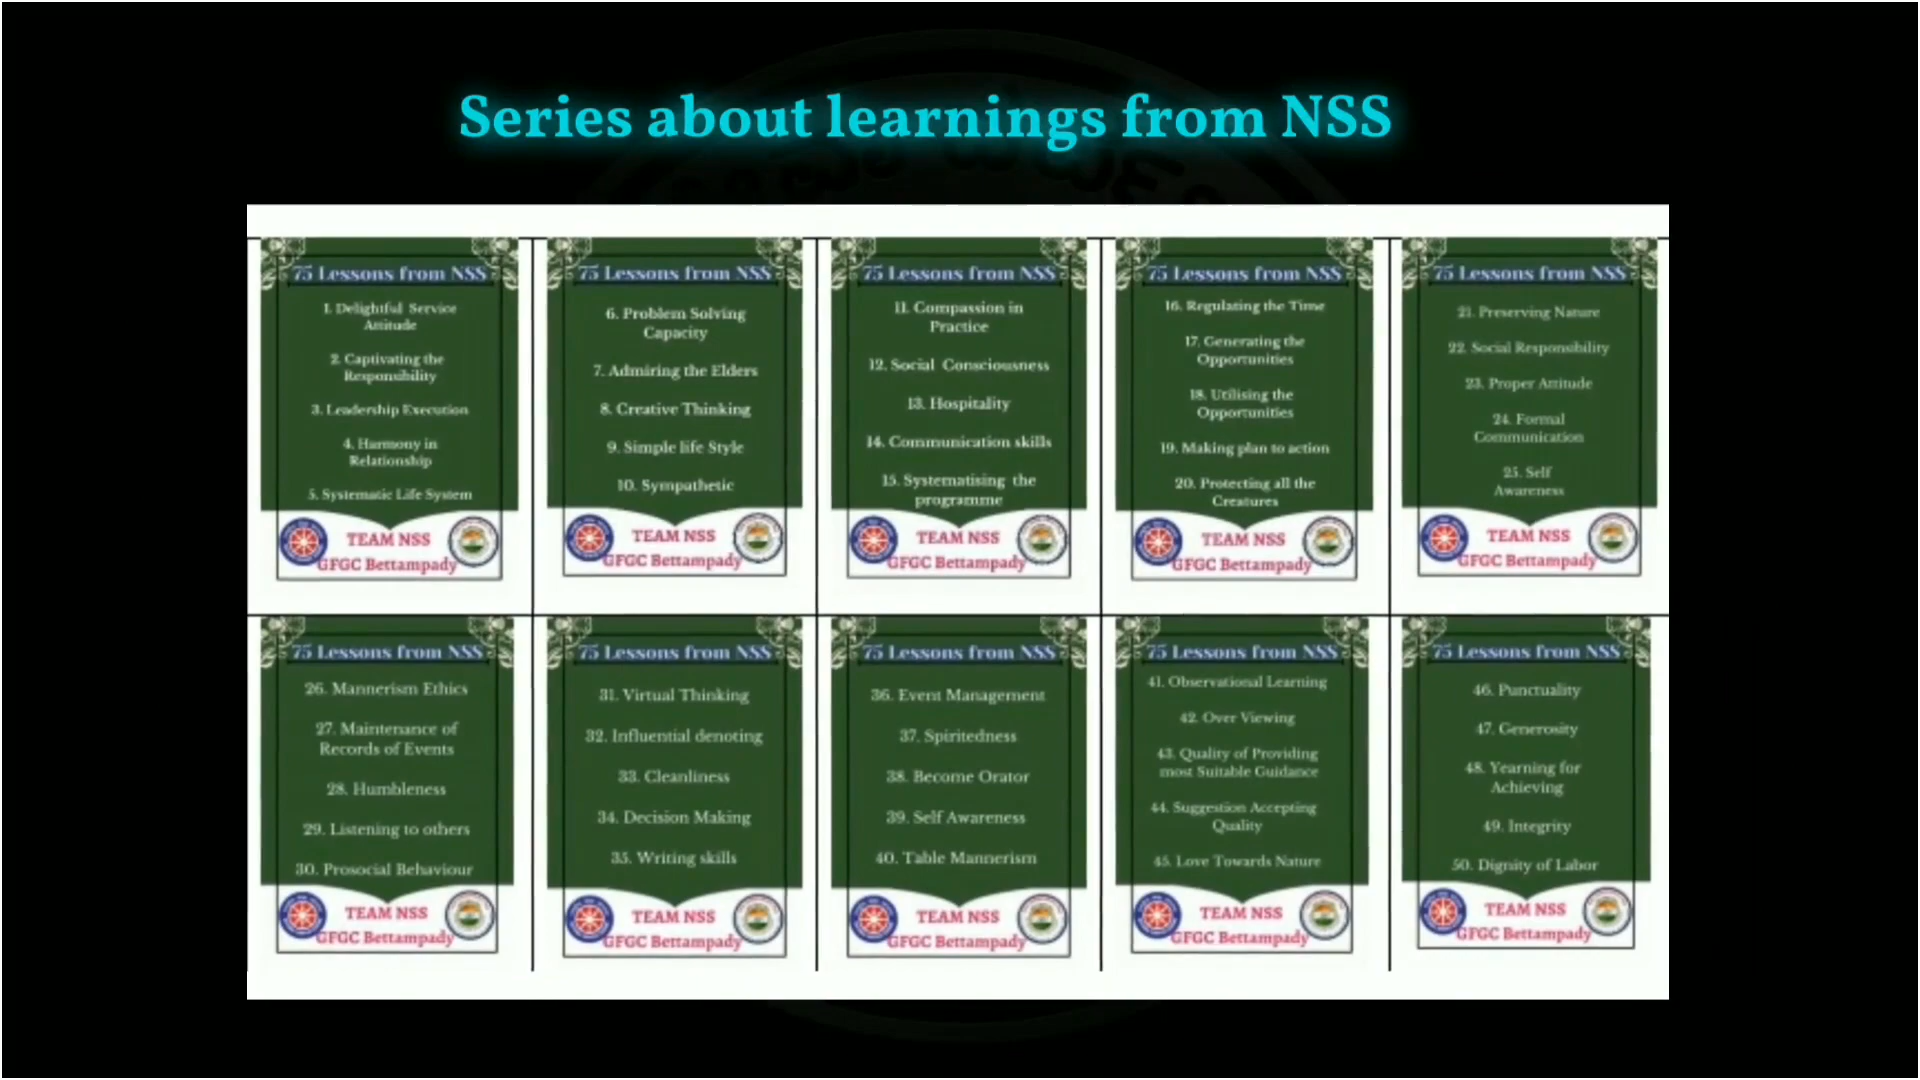 Series about learnings from NSS
75 Lessons from NSS
1. Delightful Service
Attitude
2. Captivating the
Responsibility
3. Leadership Execution
4. Harmony in
Relationship
5. Systematic Life System
TEAM NSS
GFGC Bettampady
75 Lessons from NSS
6. Problem Solving
Capacity
7. Admiring the Elders
8. Creative Thinking
9. Simple life Style
10. Sympathetic
TEAM NSS
GFGC Bettampady
75 Lessons from NSS
11. Compassion in
Practice
12. Social Consciousness
13. Hospitality
14. Communication skills
15. Systematising the
programme
TEAM NSS
GFGC Bettampady
75 Lessons from NSS
16. Regulating the Time
17. Generating the
Opportunities
18. Utilising the
Opportunities
19. Making plan to action
20. Protecting all the
Creatures
TEAM NSS
GFGC Bettampady
75 Lessons from NSS
21. Preserving Nature
22. Social Responsibility
23. Proper Attitude
24. Formal
Communication
25. Self
Awareness
TEAM NSS
GFGC Bettampady
75 Lessons from NSS
26. Mannerism Ethics
27. Maintenance of
Records of Events
28. Humbleness
29. Listening to others
30. Prosocial Behaviour
TEAM NSS
GFGC Bettampady
75 Lessons from NSS
31. Virtual Thinking
32. Influential denoting
33. Cleanliness
34. Decision Making
35. Writing skills
TEAM NSS
GFGC Bettampady
75 Lessons from NSS
36. Event Management
37. Spiritedness
38. Become Orator
39. Self Awareness
40. Table Mannerism
TEAM NSS
GFGC Bettampady
75 Lessons from NSS
41. Observational Learning
42. Over Viewing
43. Quality of Providing
most Suitable Guidance
44. Suggestion Accepting
Quality
45. Love Towards Nature
TEAM NSS
GFGC Bettampady
75 Lessons from NSS
46. Punctuality
47. Generosity
48. Yearning for
Achieving
49. Integrity
50. Dignity of Labor
TEAM NSS
GFGC Bettampady